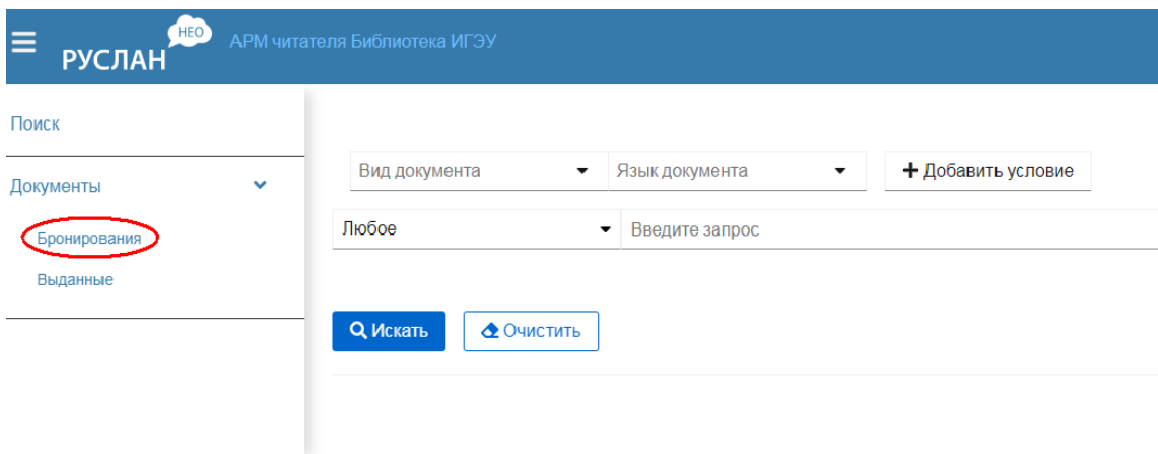 НЕО
РУСЛАН
АРМ читателя Библиотека ИГЭУ
Поиск
Документы
Бронирования
Выданные
Вид документа
Язык документа
Добавить условие
Любое
Введите запрос
Искать
Очистить